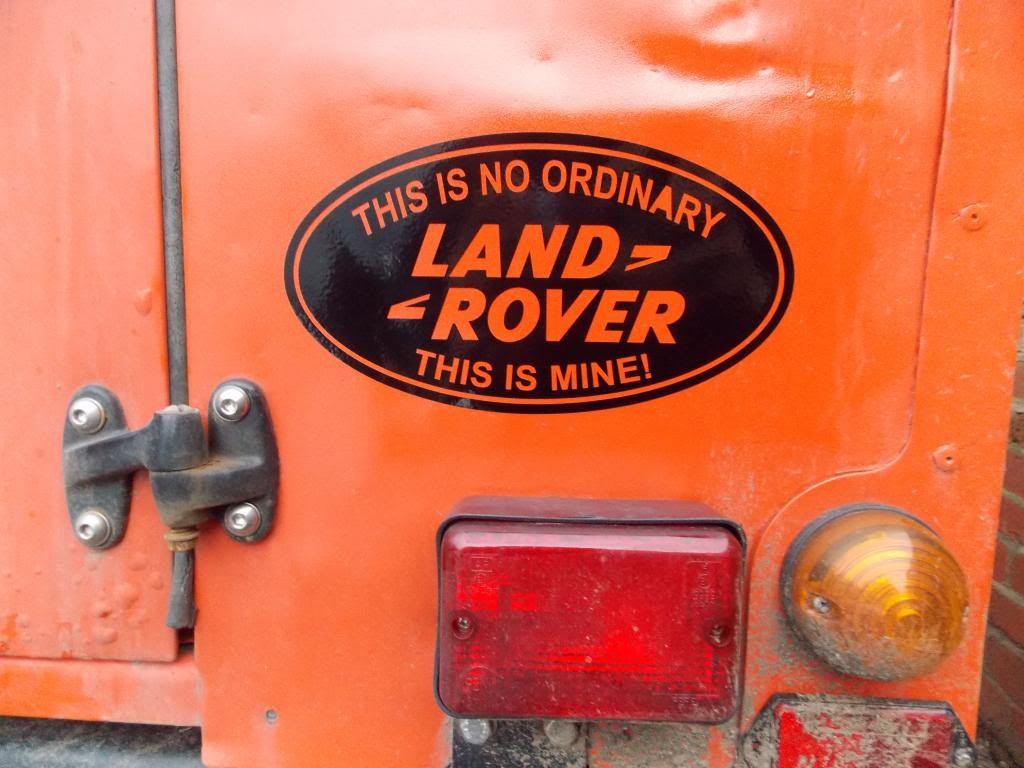 THIS IS NO ORDINARY
LAND
ROVER
THIS IS MINE!